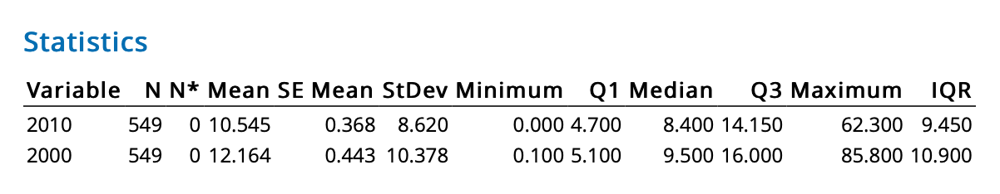 Statistics
Variable N N* Mean SE Mean StDev Minimum Q1 Median Q3 Maximum IQR
2010 549 0 10.545 0.368 8.620 0.000 4.700 8.400 14.150 62.300 9.450
2000 549 0 12.164 0.443 10.378 0.100 5.100 9.500 16.000 85.800 10.900